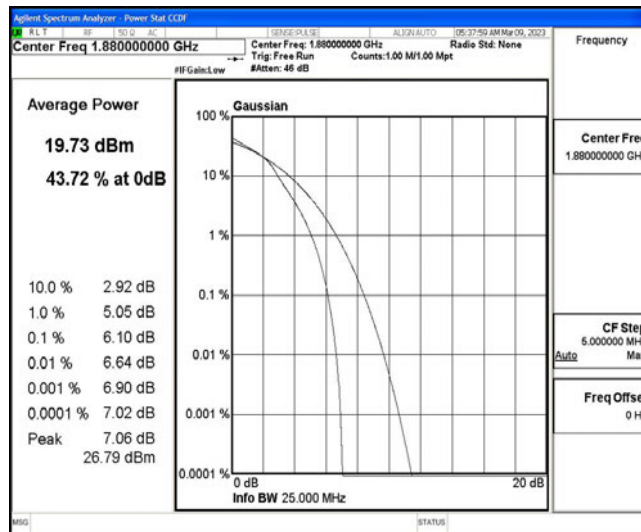 Agilent Spectrum Analyzer - Power Stat CCDF
RLT RF 50 Ω AC SENSE:PULSE ALIGN AUTO 05:37:59 AM Mar 09, 2023
Center Freq 1.880000000 GHz
Center Freq: 1.880000000 GHz Radio Std: None
Trig: Free Run Counts:1.00 M/1.00 Mpt
#IFGain:Low #Atten: 46 dB
Frequency
Average Power
19.73 dBm
43.72 % at 0dB
10.0 % 2.92 dB
1.0 % 5.05 dB
0.1 % 6.10 dB
0.01 % 6.64 dB
0.001 % 6.90 dB
0.0001 % 7.02 dB
Peak 7.06 dB
26.79 dBm
Gaussian
100 %
10 %
1 %
0.1 %
0.01 %
0.001 %
0.0001 %
0 dB 20 dB
Info BW 25.000 MHz
Center Fre
1.880000000 GH
CF Step
5.000000 MH
Auto Ma
Freq Offse
0 H
MSG STATUS